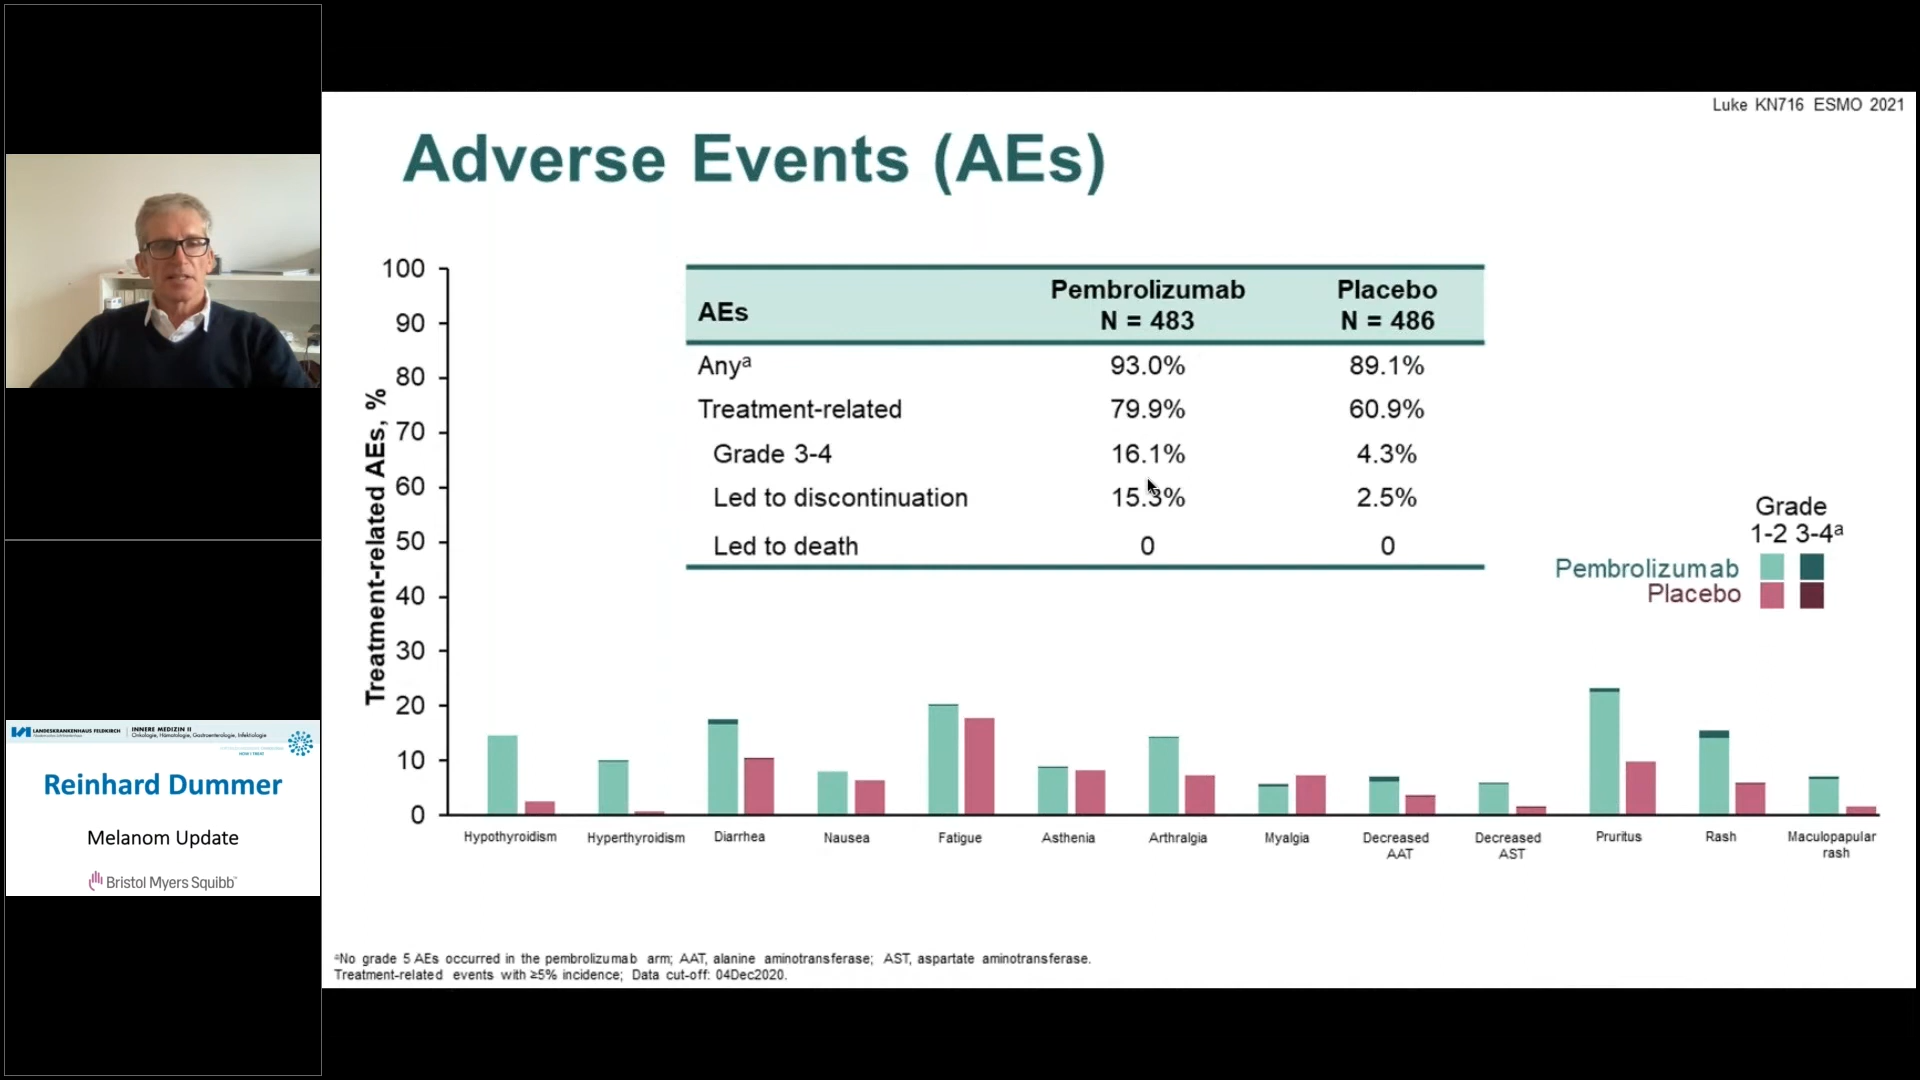 Luke KN716 ESMO 2021
Adverse Events (AEs)
AEs
Pembrolizumab
N = 483
Placebo
N = 486
Anyᵃ 93.0% 89.1%
Treatment-related 79.9% 60.9%
Grade 3-4 16.1% 4.3%
Led to discontinuation 15.3% 2.5%
Led to death 0 0
Treatment-related AEs, %
100
90
80
70
60
50
40
30
20
10
0
Grade
1-2 3-4ᵃ
Pembrolizumab
Placebo
Hypothyroidism
Hyperthyroidism
Diarrhea
Nausea
Fatigue
Asthenia
Arthralgia
Myalgia
Decreased
AAT
Decreased
AST
Pruritus
Rash
Maculopapular
rash
ᵃNo grade 5 AEs occurred in the pembrolizumab arm; AAT, alanine aminotransferase; AST, aspartate aminotransferase.
Treatment-related events with ≥5% incidence; Data cut-off: 04Dec2020.
LANDESKRANKENHAUS FELDKIRCH
INNERE MEDIZIN II
Onkologie, Hämatologie, Gastroenterologie, Infektiologie
HOW I TREAT
Reinhard Dummer
Melanom Update
Bristol Myers Squibb™